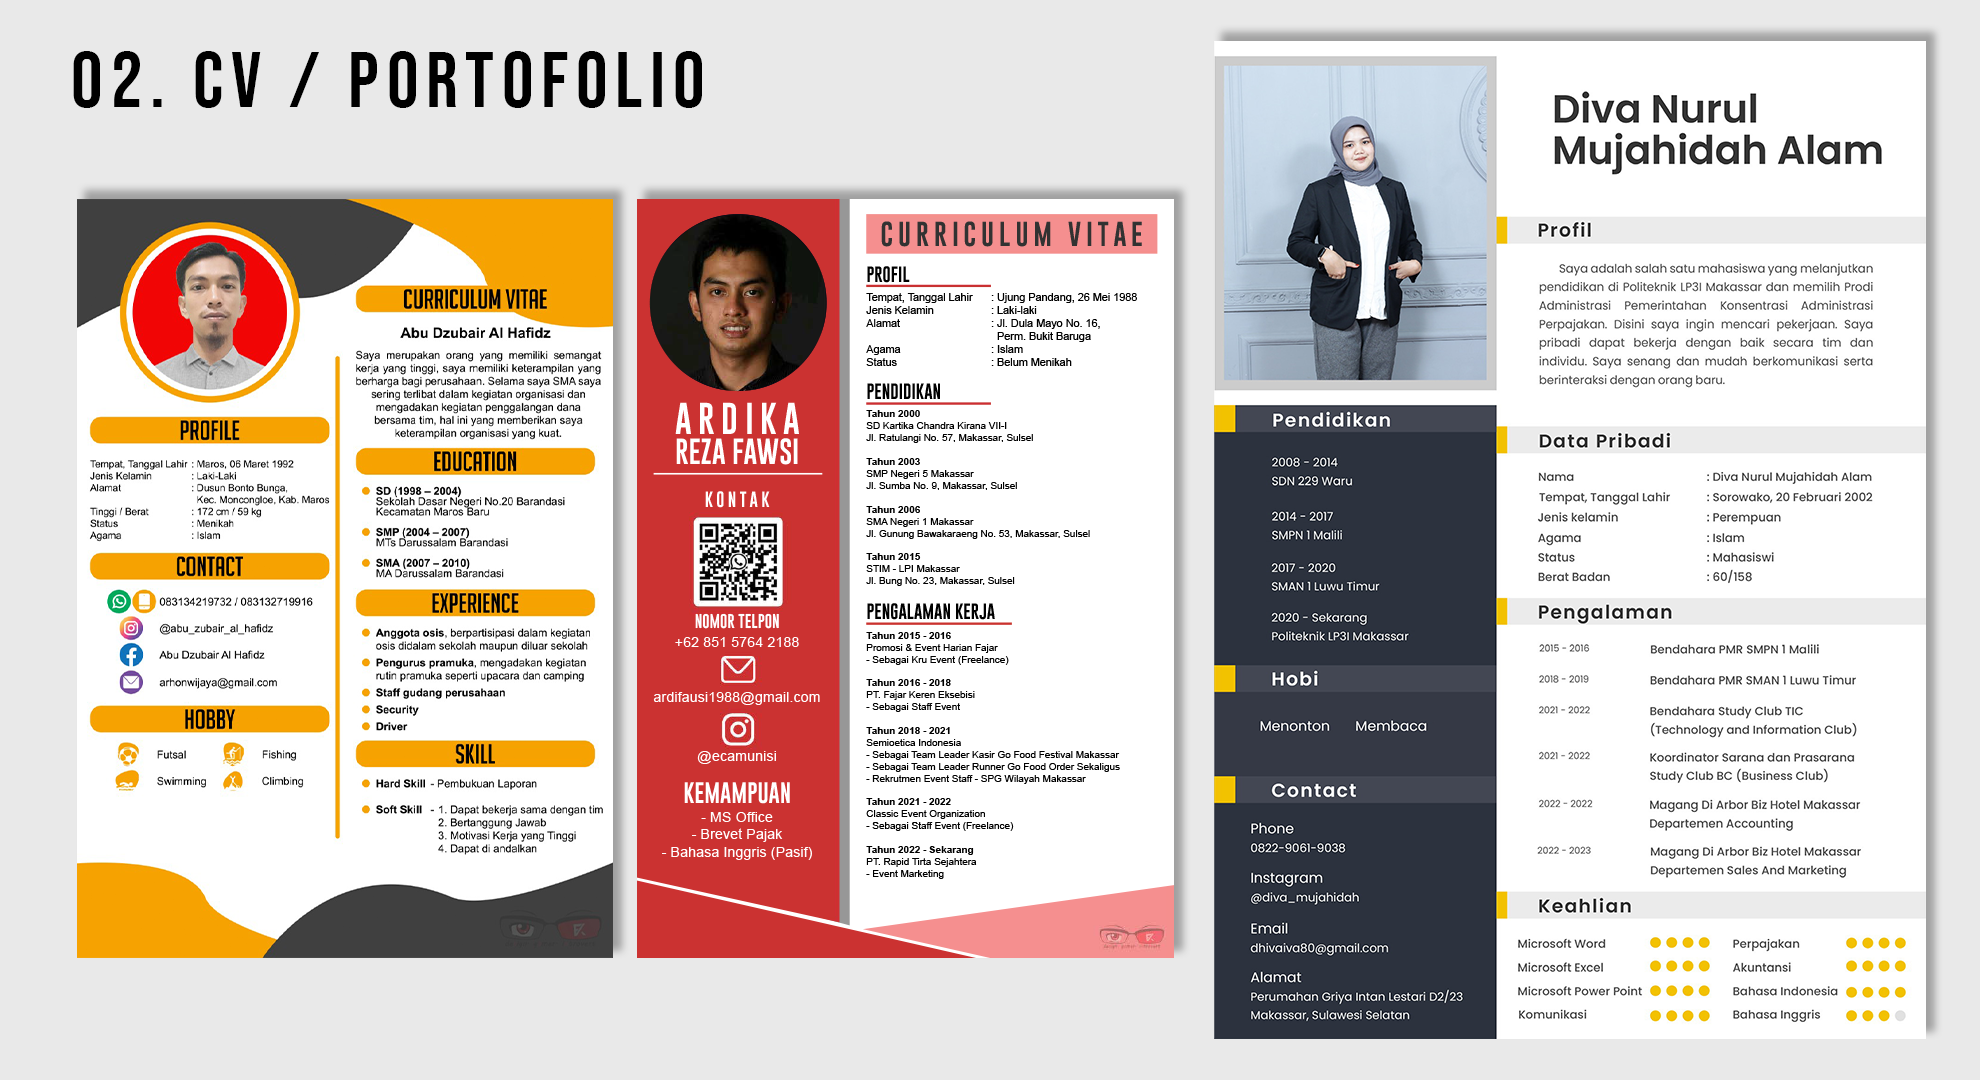 02. CV / PORTOFOLIO
PROFILE
Tempat, Tanggal Lahir : Maros, 06 Maret 1992
Jenis Kelamin : Laki-Laki
Alamat : Dusun Bonto Bunga,
Kec. Moncongloe, Kab. Maros
Tinggi / Berat : 172 cm / 59 kg
Status : Menikah
Agama : Islam
CONTACT
083134219732 / 083132719916
@abu_zubair_al_hafidz
Abu Dzubair Al Hafidz
arhonwijaya@gmail.com
HOBBY
Futsal Fishing
Swimming Climbing
CURRICULUM VITAE
Abu Dzubair Al Hafidz
Saya merupakan orang yang memiliki semangat
kerja yang tinggi, saya memiliki keterampilan yang
berharga bagi perusahaan. Selama saya SMA saya
sering terlibat dalam kegiatan organisasi dan
mengadakan kegiatan penggalangan dana
bersama tim, hal ini yang memberikan saya
keterampilan organisasi yang kuat.
EDUCATION
SD (1998 – 2004)
Sekolah Dasar Negeri No.20 Barandasi
Kecamatan Maros Baru
SMP (2004 – 2007)
MTs Darussalam Barandasi
SMA (2007 – 2010)
MA Darussalam Barandasi
EXPERIENCE
Anggota osis, berpartisipasi dalam kegiatan
osis didalam sekolah maupun diluar sekolah
Pengurus pramuka, mengadakan kegiatan
rutin pramuka seperti upacara dan camping
Staff gudang perusahaan
Security
Driver
SKILL
Hard Skill - Pembukuan Laporan
Soft Skill - 1. Dapat bekerja sama dengan tim
2. Bertanggung Jawab
3. Motivasi Kerja yang Tinggi
4. Dapat di andalkan
ARDIKA
REZA FAWSI
KONTAK
NOMOR TELPON
+62 851 5764 2188
ardifausi1988@gmail.com
@ecamunisi
KEMAMPUAN
- MS Office
- Brevet Pajak
- Bahasa Inggris (Pasif)
CURRICULUM VITAE
PROFIL
Tempat, Tanggal Lahir : Ujung Pandang, 26 Mei 1988
Jenis Kelamin : Laki-laki
Alamat : Jl. Dula Mayo No. 16,
Perm. Bukit Baruga
Agama : Islam
Status : Belum Menikah
PENDIDIKAN
Tahun 2000
SD Kartika Chandra Kirana VII-I
Jl. Ratulangi No. 57, Makassar, Sulsel
Tahun 2003
SMP Negeri 5 Makassar
Jl. Sumba No. 9, Makassar, Sulsel
Tahun 2006
SMA Negeri 1 Makassar
Jl. Gunung Bawakaraeng No. 53, Makassar, Sulsel
Tahun 2015
STIM - LPI Makassar
Jl. Bung No. 23, Makassar, Sulsel
PENGALAMAN KERJA
Tahun 2015 - 2016
Promosi & Event Harian Fajar
- Sebagai Kru Event (Freelance)
Tahun 2016 - 2018
PT. Fajar Keren Eksebisi
- Sebagai Staff Event
Tahun 2018 - 2021
Semioetica Indonesia
- Sebagai Team Leader Kasir Go Food Festival Makassar
- Sebagai Team Leader Runner Go Food Order Sekaligus
- Rekrutmen Event Staff - SPG Wilayah Makassar
Tahun 2021 - 2022
Classic Event Organization
- Sebagai Staff Event (Freelance)
Tahun 2022 - Sekarang
PT. Rapid Tirta Sejahtera
- Event Marketing
Diva Nurul
Mujahidah Alam
Pendidikan
2008 - 2014
SDN 229 Waru
2014 - 2017
SMPN 1 Malili
2017 - 2020
SMAN 1 Luwu Timur
2020 - Sekarang
Politeknik LP3I Makassar
Hobi
Menonton Membaca
Contact
Phone
0822-9061-9038
Instagram
@diva_mujahidah
Email
dhivaiva80@gmail.com
Alamat
Perumahan Griya Intan Lestari D2/23
Makassar, Sulawesi Selatan
Profil
Saya adalah salah satu mahasiswa yang melanjutkan
pendidikan di Politeknik LP3I Makassar dan memilih Prodi
Administrasi Pemerintahan Konsentrasi Administrasi
Perpajakan. Disini saya ingin mencari pekerjaan. Saya
pribadi dapat bekerja dengan baik secara tim dan
individu. Saya senang dan mudah berkomunikasi serta
berinteraksi dengan orang baru.
Data Pribadi
Nama : Diva Nurul Mujahidah Alam
Tempat, Tanggal Lahir : Sorowako, 20 Februari 2002
Jenis kelamin : Perempuan
Agama : Islam
Status : Mahasiswi
Berat Badan : 60/158
Pengalaman
2015 - 2016 Bendahara PMR SMPN 1 Malili
2018 - 2019 Bendahara PMR SMAN 1 Luwu Timur
2021 - 2022 Bendahara Study Club TIC
(Technology and Information Club)
2021 - 2022 Koordinator Sarana dan Prasarana
Study Club BC (Business Club)
2022 - 2022 Magang Di Arbor Biz Hotel Makassar
Departemen Accounting
2022 - 2023 Magang Di Arbor Biz Hotel Makassar
Departemen Sales And Marketing
Keahlian
Microsoft Word Perpajakan
Microsoft Excel Akuntansi
Microsoft Power Point Bahasa Indonesia
Komunikasi Bahasa Inggris